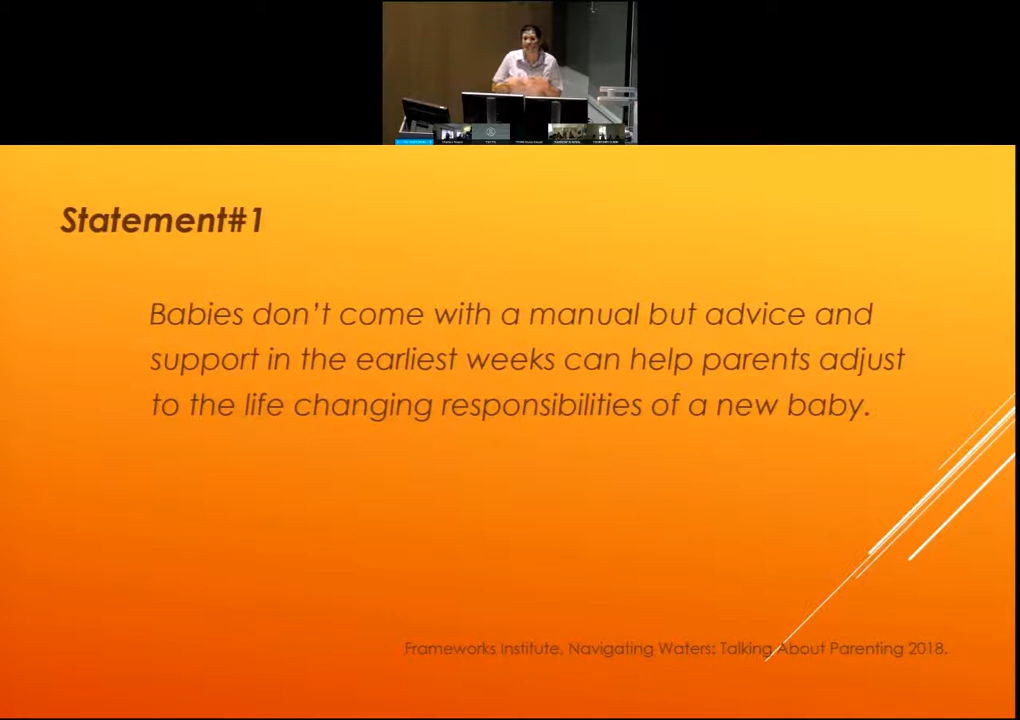 Statement#1
Babies don't come with a manual but advice and
support in the earliest weeks can help parents adjust
to the life changing responsibilities of a new baby.
Frameworks Institute, Navigating Waters: Talking About Parenting 2018.